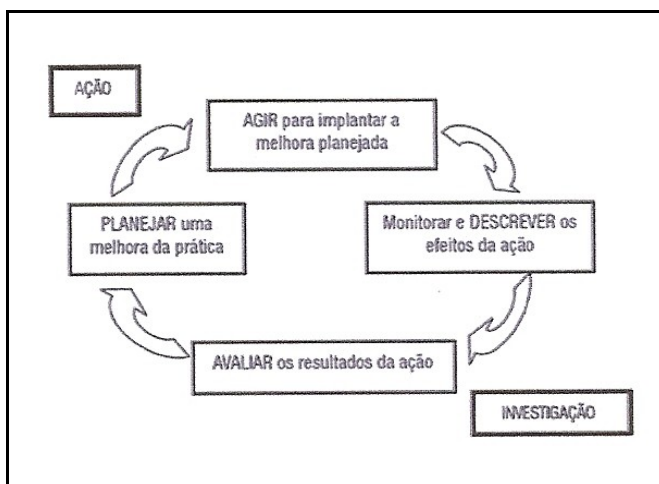 AÇÃO
AGIR para implantar a
melhora planejada
PLANEJAR uma
melhora da prática
Monitorar e DESCREVER os
efeitos da ação
AVALIAR os resultados da ação
INVESTIGAÇÃO